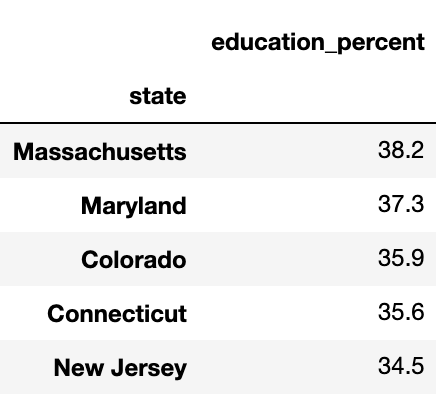 education_percent
state
Massachusetts 38.2
Maryland 37.3
Colorado 35.9
Connecticut 35.6
New Jersey 34.5